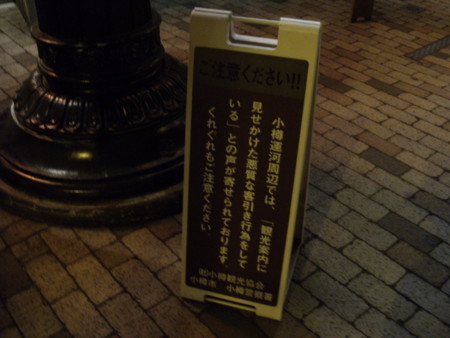 ご注意ください!!
小樽運河周辺では、「観光案内に
見せかけた悪質な客引き行為をして
いる」との声が寄せられております。
くれぐれもご注意ください。
㈳小樽観光協会
小樽市 小樽警察署